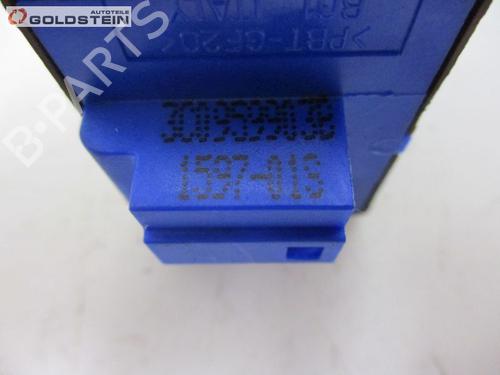 GOLDSTEIN
AUTOTEILE
>PBT-GF20<
3C0959903B
1597-013
B-PARTS